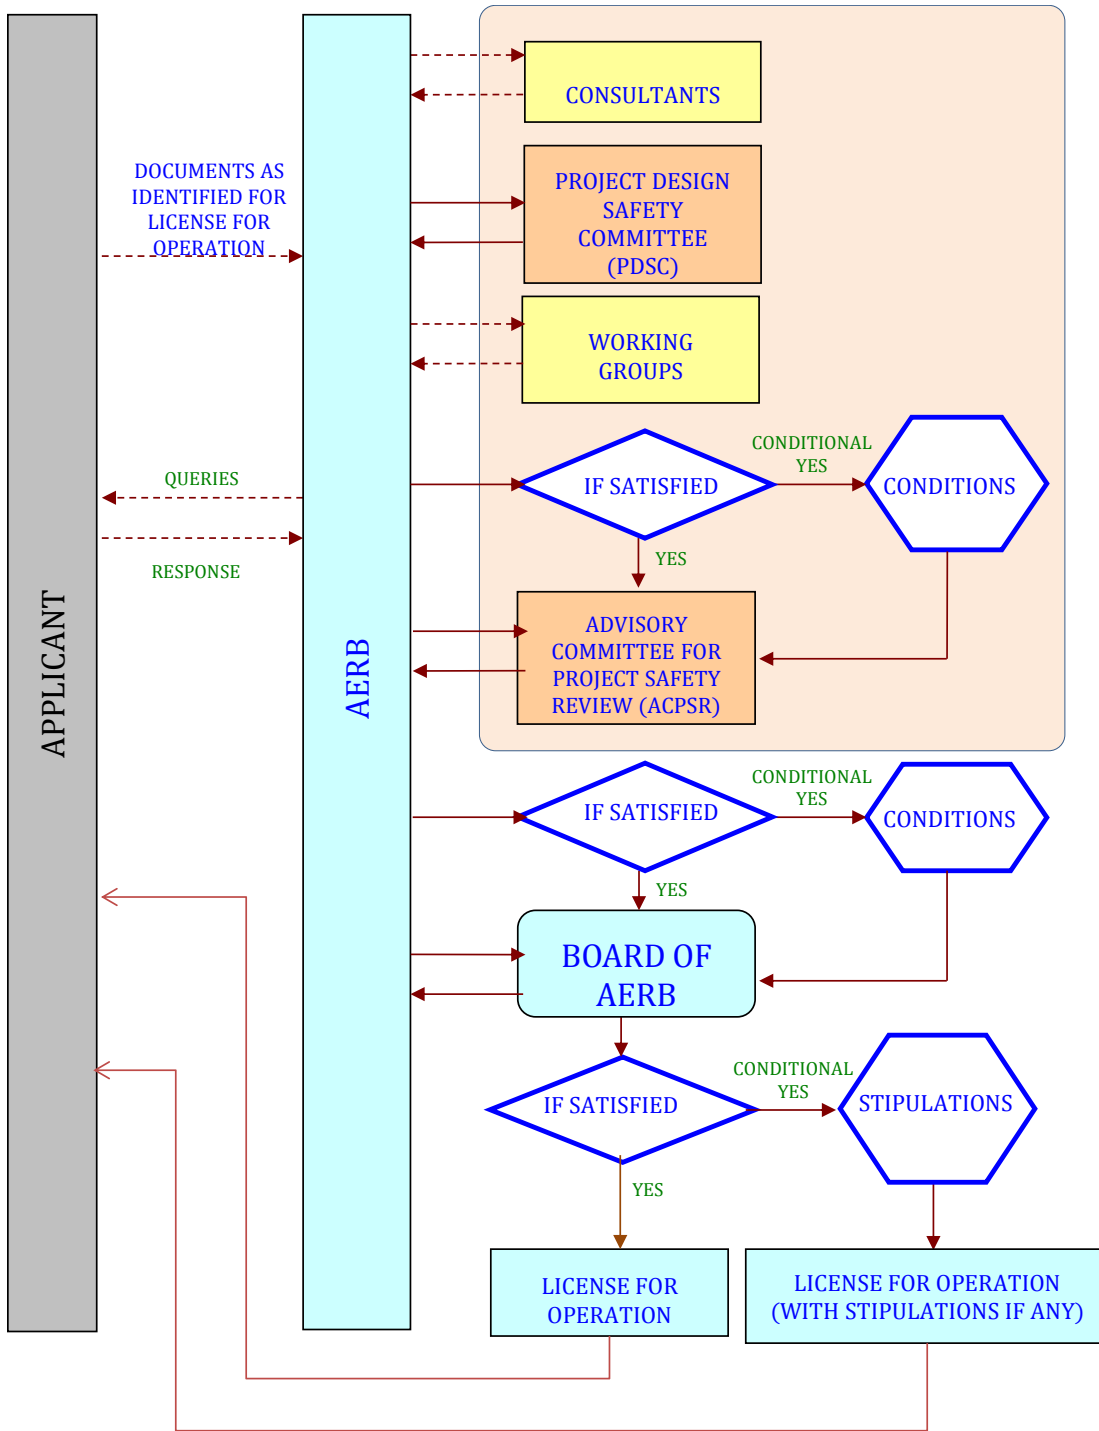 APPLICANT
DOCUMENTS AS
IDENTIFIED FOR
LICENSE FOR
OPERATION
QUERIES
RESPONSE
AERB
CONSULTANTS
PROJECT DESIGN
SAFETY
COMMITTEE
(PDSC)
WORKING
GROUPS
IF SATISFIED
CONDITIONAL
YES
CONDITIONS
YES
ADVISORY
COMMITTEE FOR
PROJECT SAFETY
REVIEW (ACPSR)
IF SATISFIED
CONDITIONAL
YES
CONDITIONS
YES
BOARD OF
AERB
IF SATISFIED
CONDITIONAL
YES
STIPULATIONS
YES
LICENSE FOR
OPERATION
LICENSE FOR OPERATION
(WITH STIPULATIONS IF ANY)